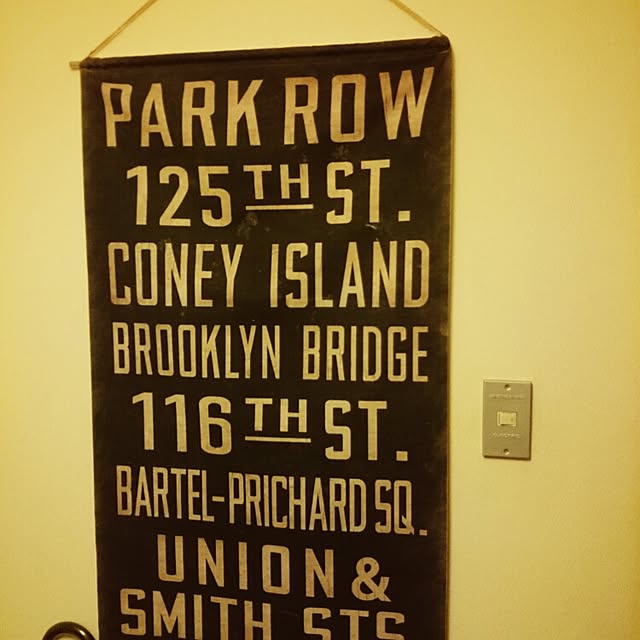 PARK ROW
125TH ST.
CONEY ISLAND
BROOKLYN BRIDGE
116TH ST.
BARTEL-PRICHARD SQ.
UNION &
SMITH STS